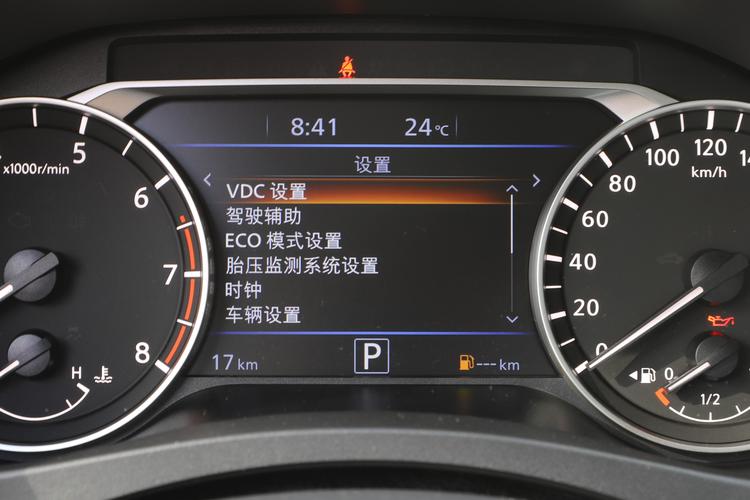 8:41 24°C
设置
VDC 设置
驾驶辅助
ECO 模式设置
胎压监测系统设置
时钟
车辆设置
17 km P --- km
x1000r/min
5
6
7
8
H
0
20
40
60
80
100
120
km/h
0
1/2